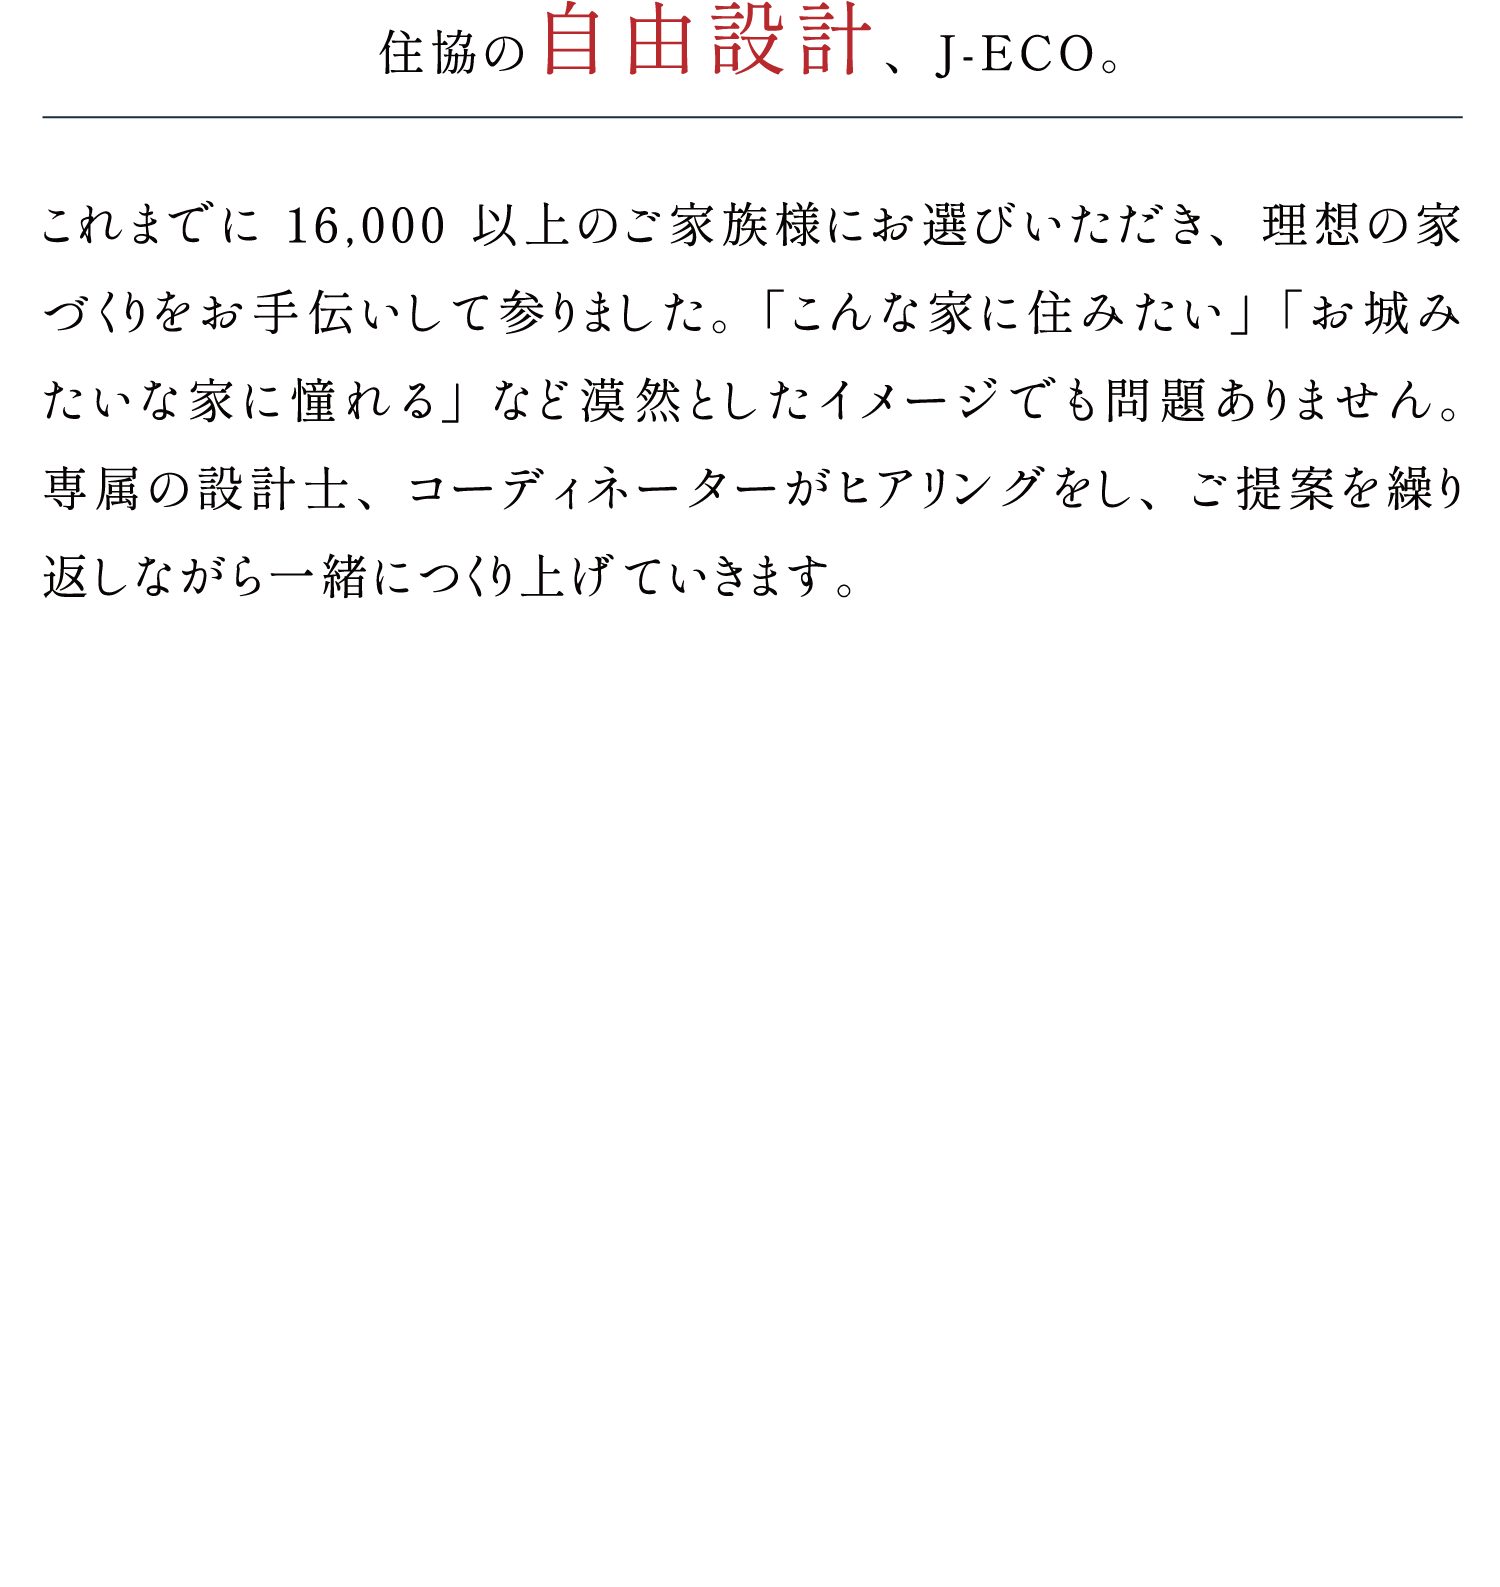 住協の自由設計、J-ECO。
これまでに 16,000 以上のご家族様にお選びいただき、理想の家
づくりをお手伝いして参りました。「こんな家に住みたい」「お城み
たいな家に憧れる」など漠然としたイメージでも問題ありません。
専属の設計士、コーディネーターがヒアリングをし、ご提案を繰り
返しながら一緒につくり上げていきます。